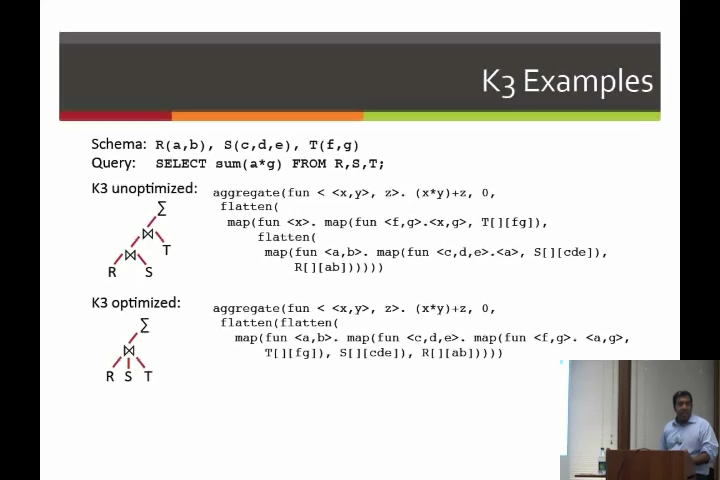 K3 Examples
Schema: R(a,b), S(c,d,e), T(f,g)
Query: SELECT sum(a*g) FROM R,S,T;
K3 unoptimized:
aggregate(fun < <x,y>, z>. (x*y)+z, 0,
flatten(
map(fun <x>. map(fun <f,g>.<x,g>, T[][fg]),
flatten(
map(fun <a,b>. map(fun <c,d,e>.<a>, S[][cde]),
R[][ab])))))
Σ
⋈
⋈ T
R S
K3 optimized:
aggregate(fun < <x,y>, z>. (x*y)+z, 0,
flatten(flatten(
map(fun <a,b>. map(fun <c,d,e>. map(fun <f,g>. <a,g>,
T[][fg]), S[][cde]), R[][ab]))))
Σ
⋈
R S T